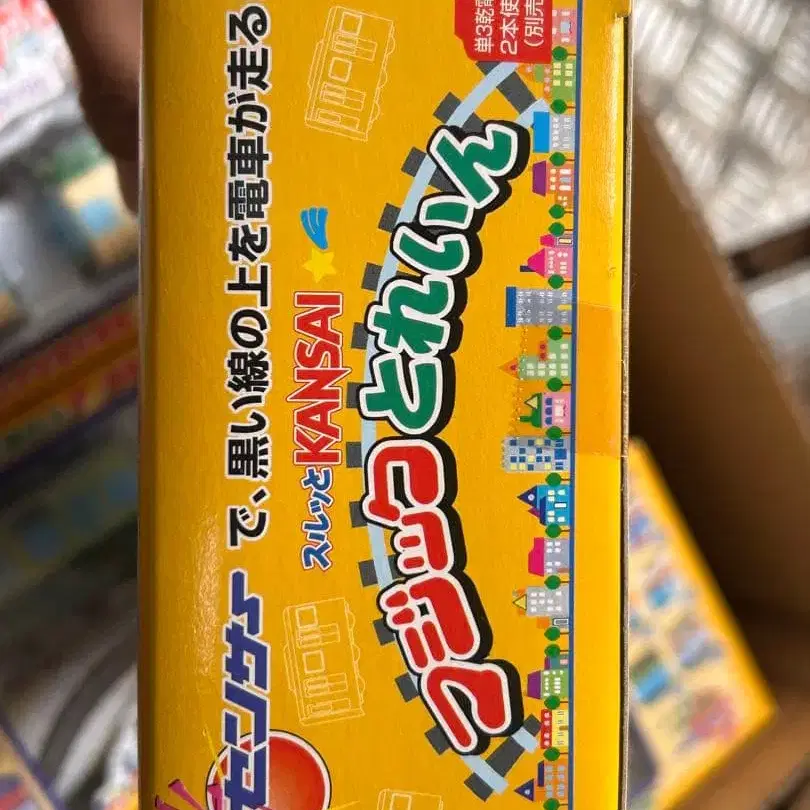 センサーで、黒い線の上を電車が走る
スルッとKANSAI
マジックとれいん
単3乾電
2本使
(別売